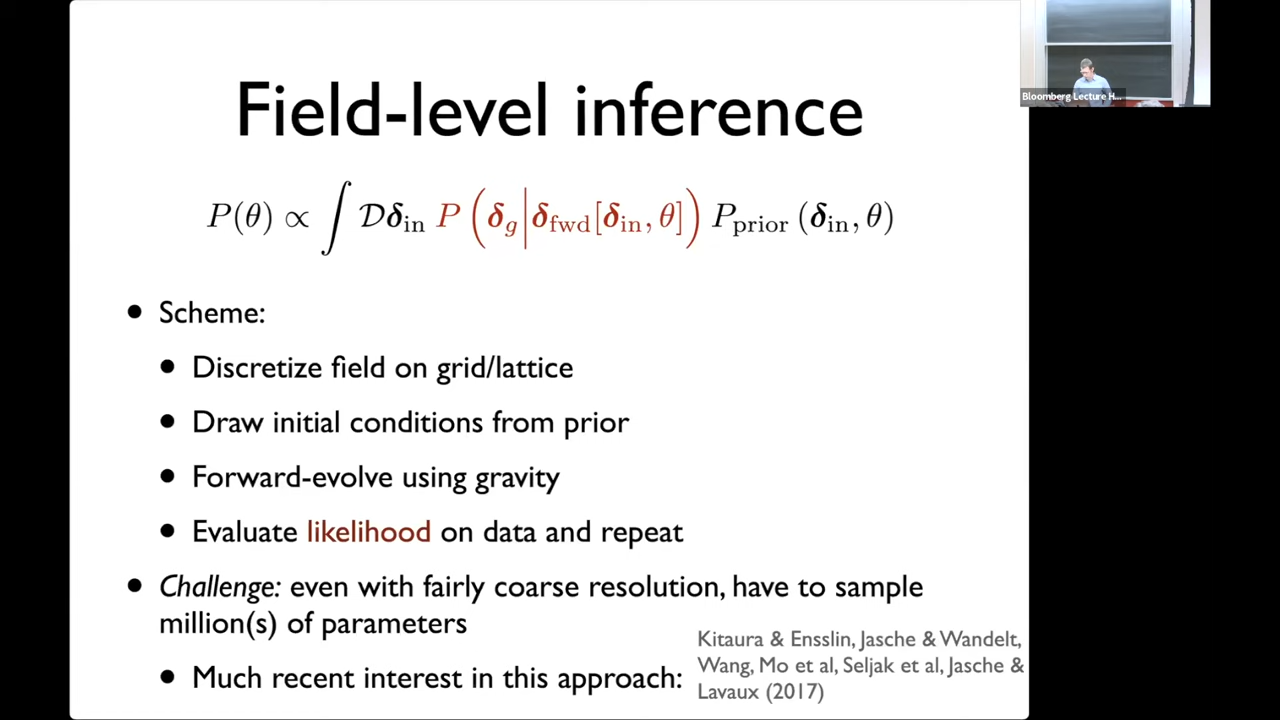 Field-level inference
P(θ) ∝ ∫ 𝒟δ_in P(δ_g|δ_fwd[δ_in, θ]) P_prior(δ_in, θ)
• Scheme:
• Discretize field on grid/lattice
• Draw initial conditions from prior
• Forward-evolve using gravity
• Evaluate likelihood on data and repeat
• Challenge: even with fairly coarse resolution, have to sample
million(s) of parameters
• Much recent interest in this approach:
Kitaura & Ensslin, Jasche & Wandelt,
Wang, Mo et al, Seljak et al, Jasche &
Lavaux (2017)
Bloomberg Lecture H...